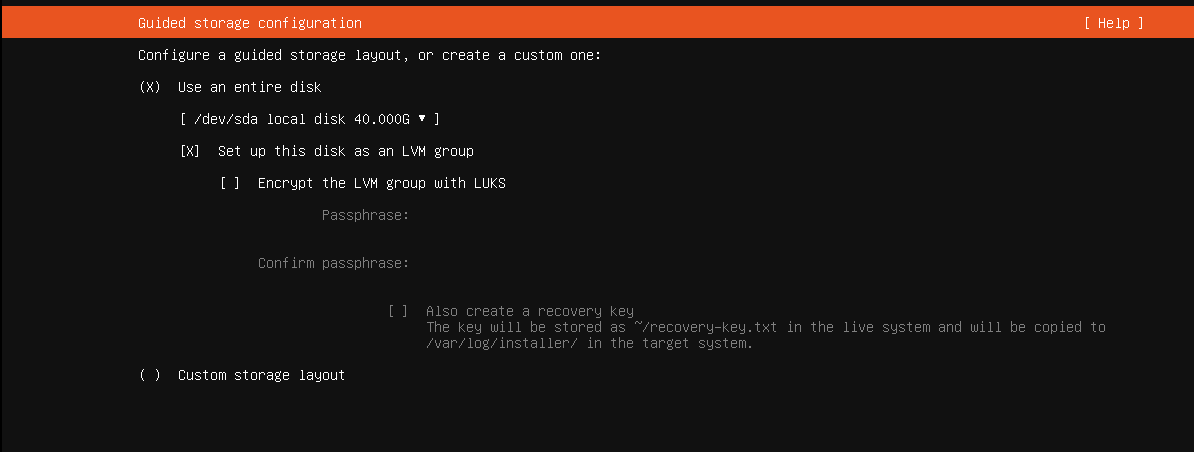 Guided storage configuration [ Help ]
Configure a guided storage layout, or create a custom one:
(X) Use an entire disk
[ /dev/sda local disk 40.000G ▾ ]
[X] Set up this disk as an LVM group
[ ] Encrypt the LVM group with LUKS
Passphrase:
Confirm passphrase:
[ ] Also create a recovery key
The key will be stored as ~/recovery-key.txt in the live system and will be copied to
/var/log/installer/ in the target system.
( ) Custom storage layout